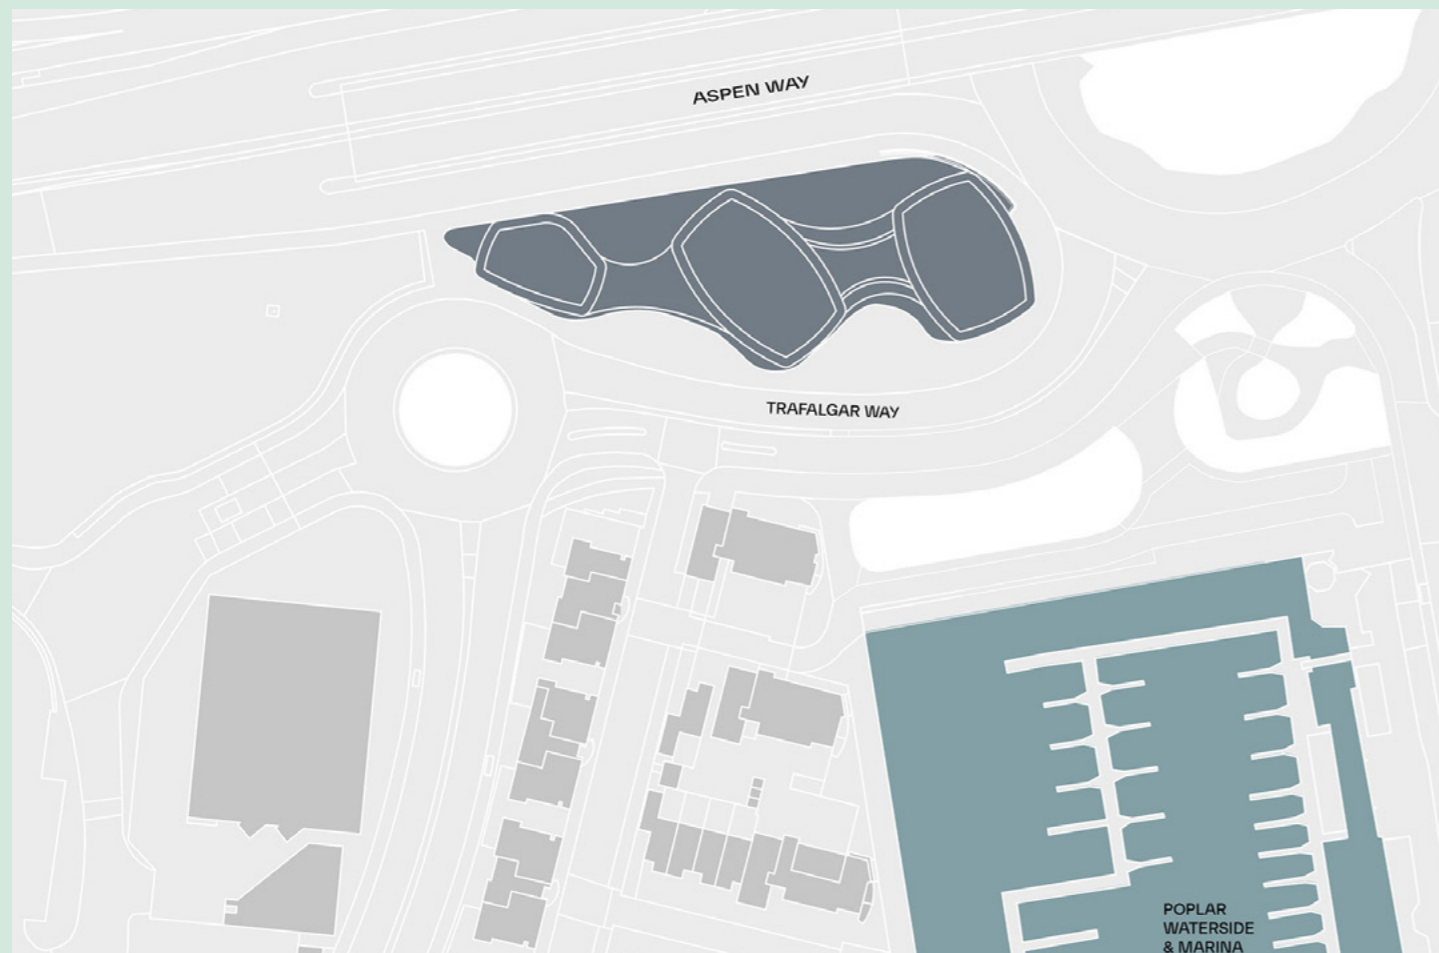 ASPEN WAY
TRAFALGAR WAY
POPLAR
WATERSIDE
& MARINA